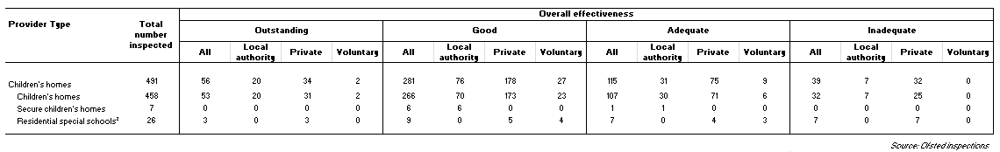 Overall effectiveness
Provider Type Total number inspected Outstanding Good Adequate Inadequate
All Local authority Private Voluntary All Local authority Private Voluntary All Local authority Private Voluntary All Local authority Private Voluntary
Children's homes 491 56 20 34 2 281 76 178 27 115 31 75 9 39 7 32 0
Children's homes 458 53 20 31 2 266 70 173 23 107 30 71 6 32 7 25 0
Secure children's homes 7 0 0 0 0 6 6 0 0 1 1 0 0 0 0 0 0
Residential special schools² 26 3 0 3 0 9 0 5 4 7 0 4 3 7 0 7 0
Source: Ofsted inspections